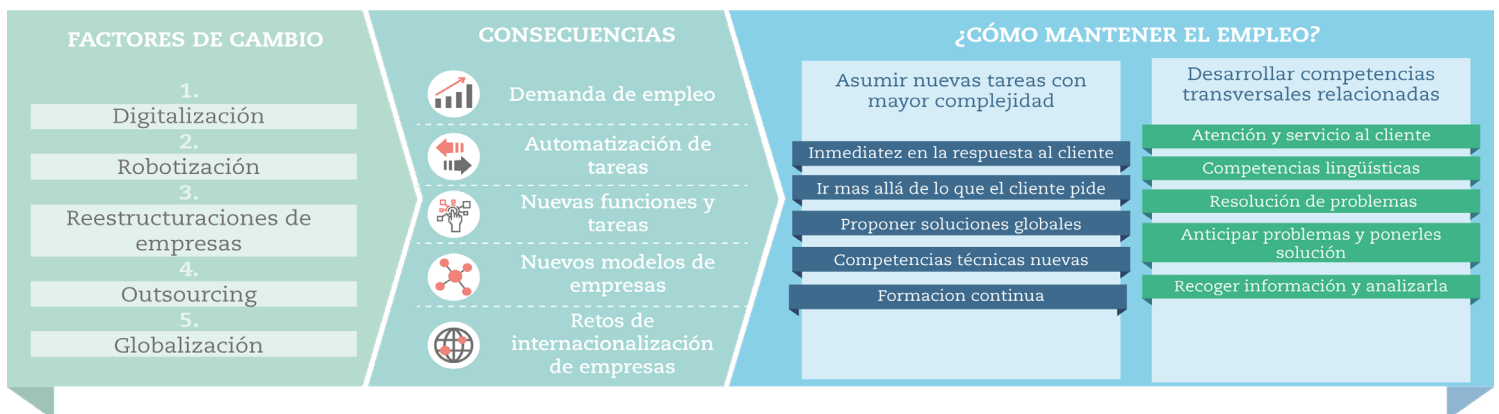 FACTORES DE CAMBIO
1.
Digitalización
2.
Robotización
3.
Reestructuraciones de
empresas
4.
Outsourcing
5.
Globalización
CONSECUENCIAS
Demanda de empleo
Automatización de
tareas
Nuevas funciones y
tareas
Nuevos modelos de
empresas
Retos de
internacionalización
de empresas
¿CÓMO MANTENER EL EMPLEO?
Asumir nuevas tareas con
mayor complejidad
Inmediatez en la respuesta al cliente
Ir mas allá de lo que el cliente pide
Proponer soluciones globales
Competencias técnicas nuevas
Formacion continua
Desarrollar competencias
transversales relacionadas
Atención y servicio al cliente
Competencias lingüísticas
Resolución de problemas
Anticipar problemas y ponerles
solución
Recoger información y analizarla